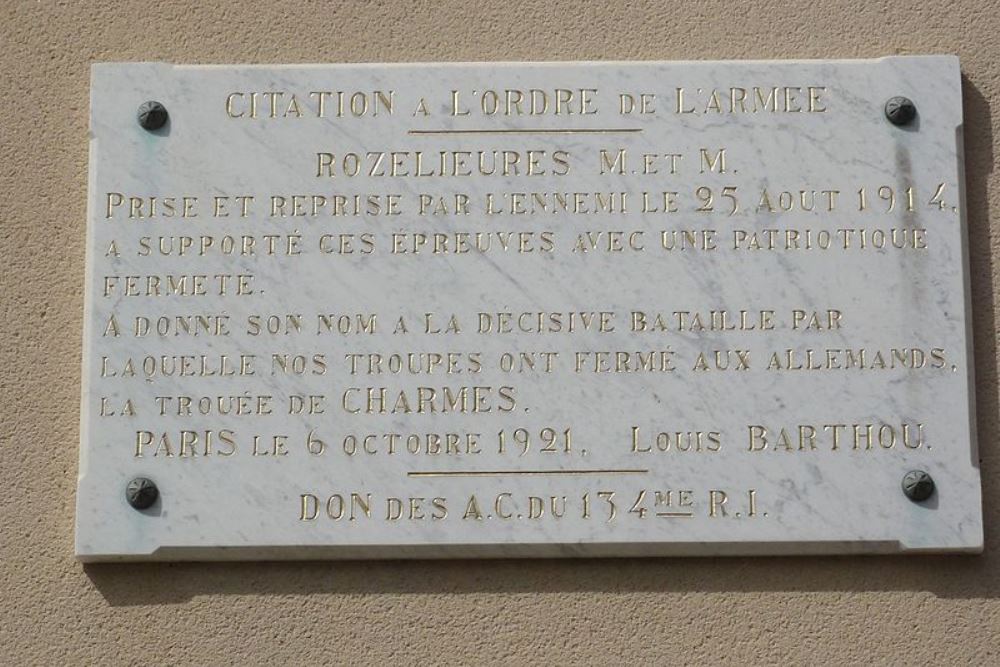 CITATION A L'ORDRE DE L'ARMEE
ROZELIEURES M. ET M.
PRISE ET REPRISE PAR L'ENNEMI LE 25 AOUT 1914,
A SUPPORTÉ CES ÉPREUVES AVEC UNE PATRIOTIQUE
FERMETÉ.
A DONNÉ SON NOM A LA DÉCISIVE BATAILLE PAR
LAQUELLE NOS TROUPES ONT FERMÉ AUX ALLEMANDS,
LA TROUÉE DE CHARMES.
PARIS LE 6 OCTOBRE 1921, LOUIS BARTHOU.
DON DES A.C. DU 134ME R.I.